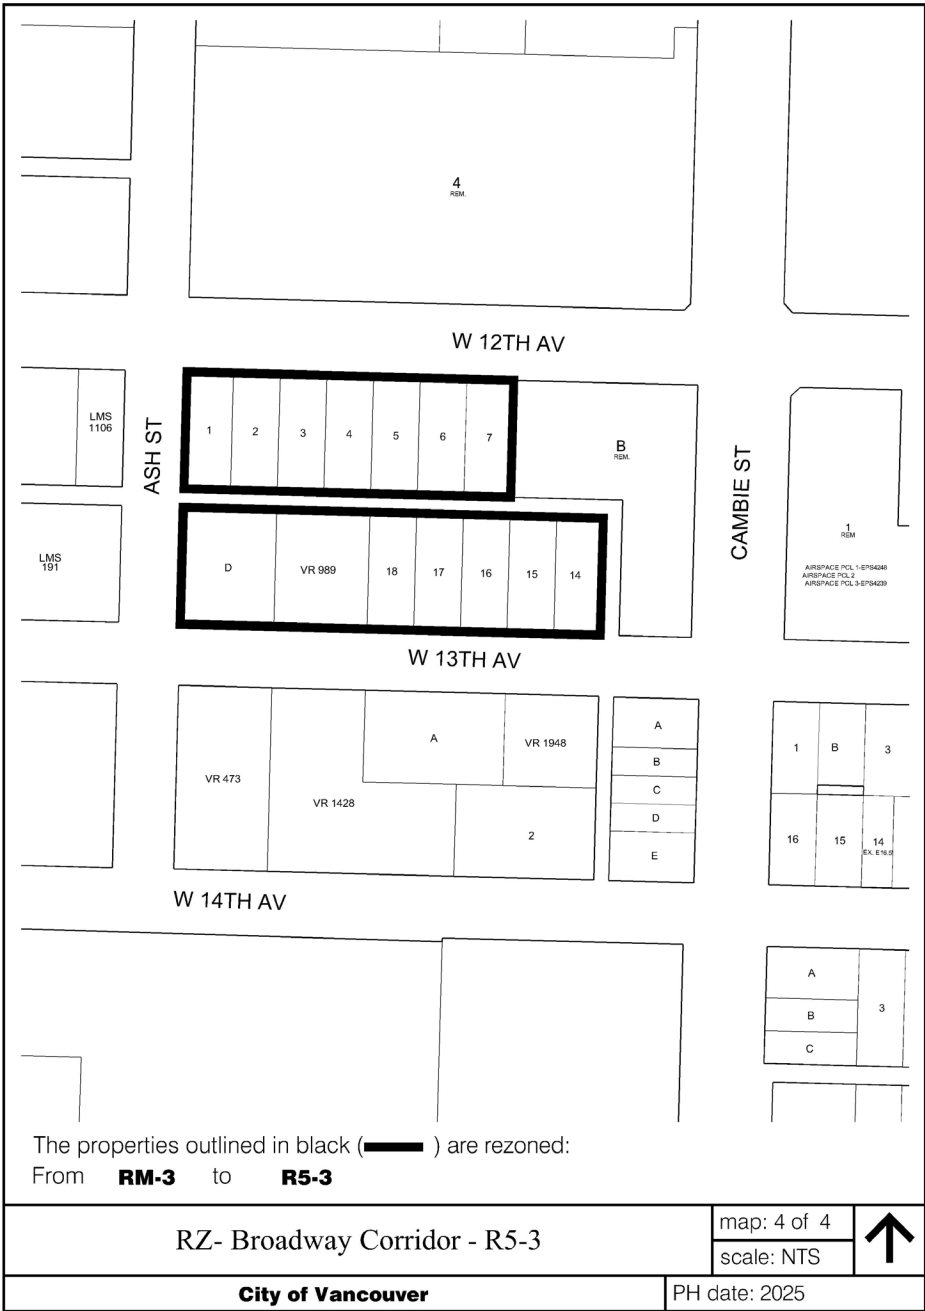 4
REM.
W 12TH AV
LMS
1106
ASH ST
1
2
3
4
5
6
7
B
REM.
CAMBIE ST
1
REM
AIRSPACE PCL 1-EPS4248
AIRSPACE PCL 2
AIRSPACE PCL 3-EPS4239
LMS
191
D
VR 989
18
17
16
15
14
W 13TH AV
VR 473
VR 1428
A
VR 1948
2
A
B
C
D
E
1
B
3
16
15
14
EX. E16.5'
W 14TH AV
A
B
C
3
The properties outlined in black ( ) are rezoned:
From RM-3 to R5-3
RZ- Broadway Corridor - R5-3
map: 4 of 4
scale: NTS
City of Vancouver
PH date: 2025